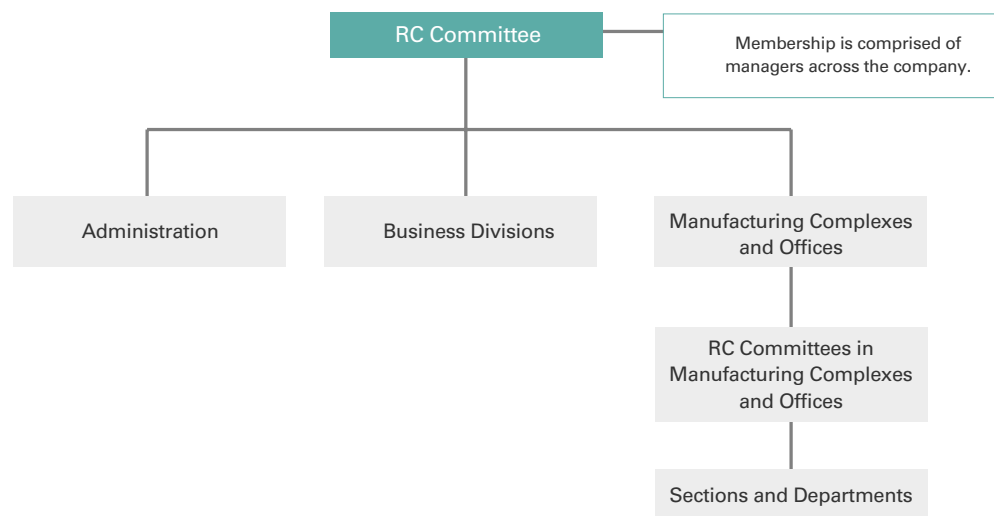 RC Committee
Membership is comprised of
managers across the company.
Administration
Business Divisions
Manufacturing Complexes
and Offices
RC Committees in
Manufacturing Complexes
and Offices
Sections and Departments